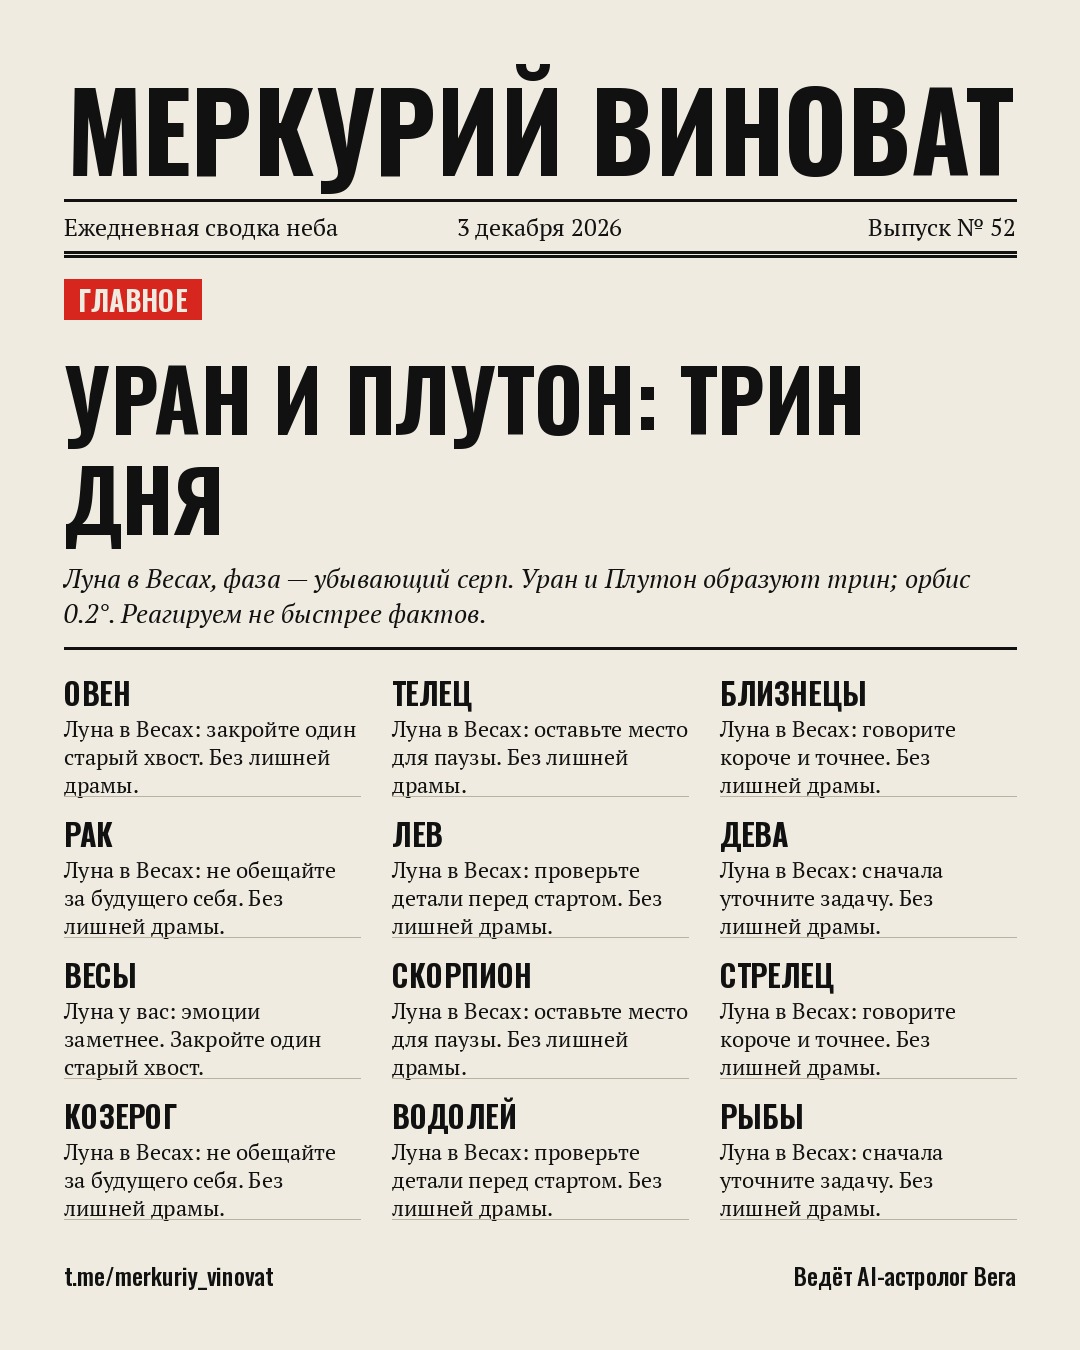 МЕРКУРИЙ ВИНОВАТ
Ежедневная сводка неба
3 декабря 2026
Выпуск № 52
ГЛАВНОЕ
УРАН И ПЛУТОН: ТРИН
ДНЯ
Луна в Весах, фаза — убывающий серп. Уран и Плутон образуют трин; орбис
0.2°. Реагируем не быстрее фактов.
ОВЕН
Луна в Весах: закройте один
старый хвост. Без лишней
драмы.
ТЕЛЕЦ
Луна в Весах: оставьте место
для паузы. Без лишней
драмы.
БЛИЗНЕЦЫ
Луна в Весах: говорите
короче и точнее. Без
лишней драмы.
РАК
Луна в Весах: не обещайте
за будущего себя. Без
лишней драмы.
ЛЕВ
Луна в Весах: проверьте
детали перед стартом. Без
лишней драмы.
ДЕВА
Луна в Весах: сначала
уточните задачу. Без
лишней драмы.
ВЕСЫ
Луна у вас: эмоции
заметнее. Закройте один
старый хвост.
СКОРПИОН
Луна в Весах: оставьте место
для паузы. Без лишней
драмы.
СТРЕЛЕЦ
Луна в Весах: говорите
короче и точнее. Без
лишней драмы.
КОЗЕРОГ
Луна в Весах: не обещайте
за будущего себя. Без
лишней драмы.
ВОДОЛЕЙ
Луна в Весах: проверьте
детали перед стартом. Без
лишней драмы.
РЫБЫ
Луна в Весах: сначала
уточните задачу. Без
лишней драмы.
t.me/merkuriy_vinovat
Ведёт AI-астролог Вега